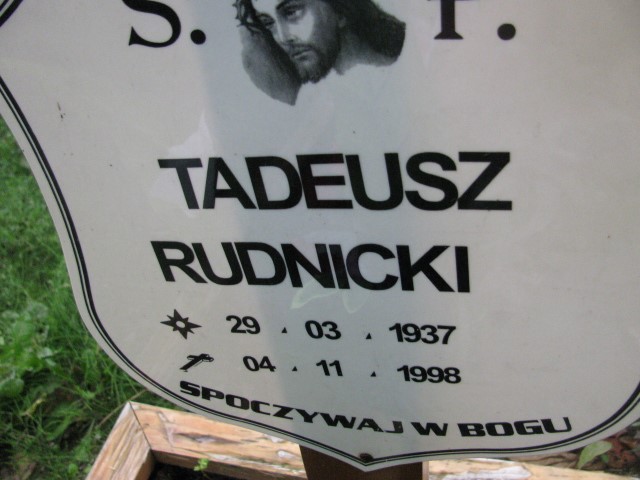 S. P.
TADEUSZ
RUDNICKI
29 . 03 . 1937
04 . 11 . 1998
SPOCZYWAJ W BOGU